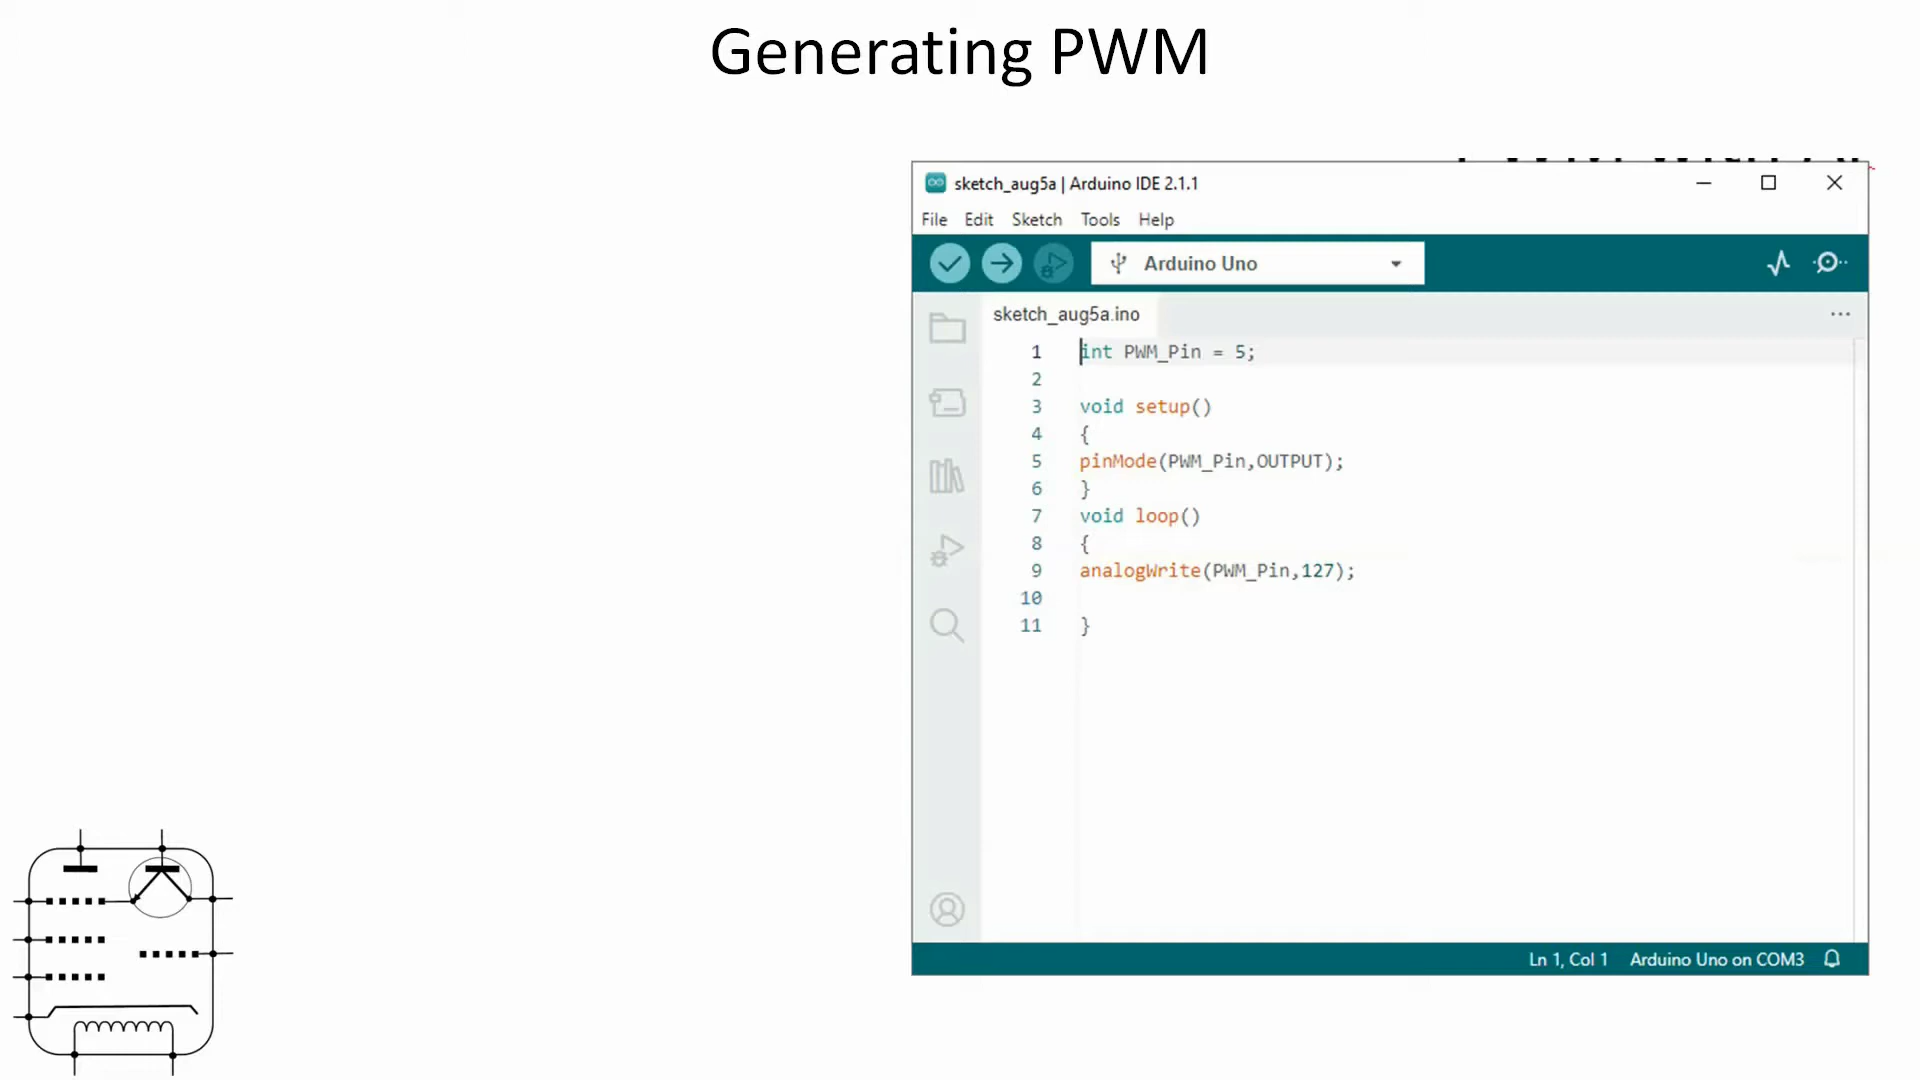 Generating PWM
sketch_aug5a | Arduino IDE 2.1.1
File Edit Sketch Tools Help
Arduino Uno
sketch_aug5a.ino
1 int PWM_Pin = 5;
2
3 void setup()
4 {
5 pinMode(PWM_Pin,OUTPUT);
6 }
7 void loop()
8 {
9 analogWrite(PWM_Pin,127);
10
11 }
Ln 1, Col 1 Arduino Uno on COM3